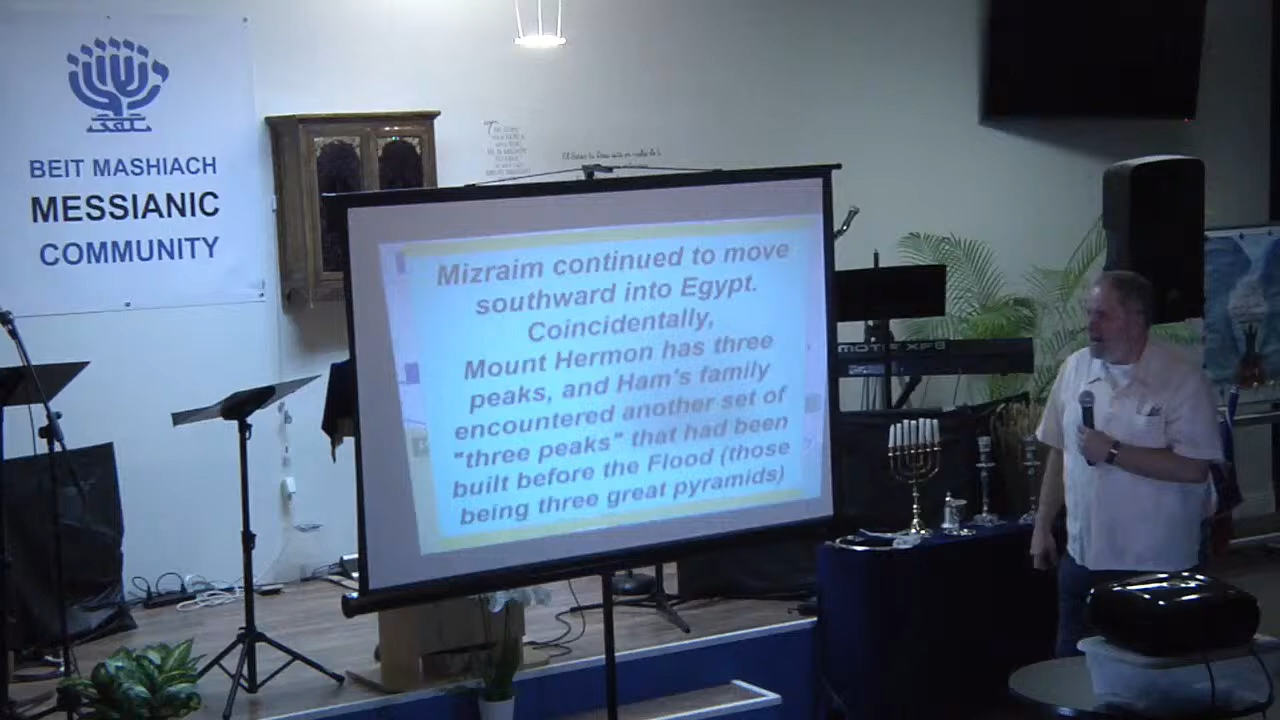 BEIT MASHIACH
MESSIANIC
COMMUNITY
Mizraim continued to move
southward into Egypt.
Coincidentally,
Mount Hermon has three
peaks, and Ham's family
encountered another set of
"three peaks" that had been
built before the Flood (those
being three great pyramids)
MOTIF XF8